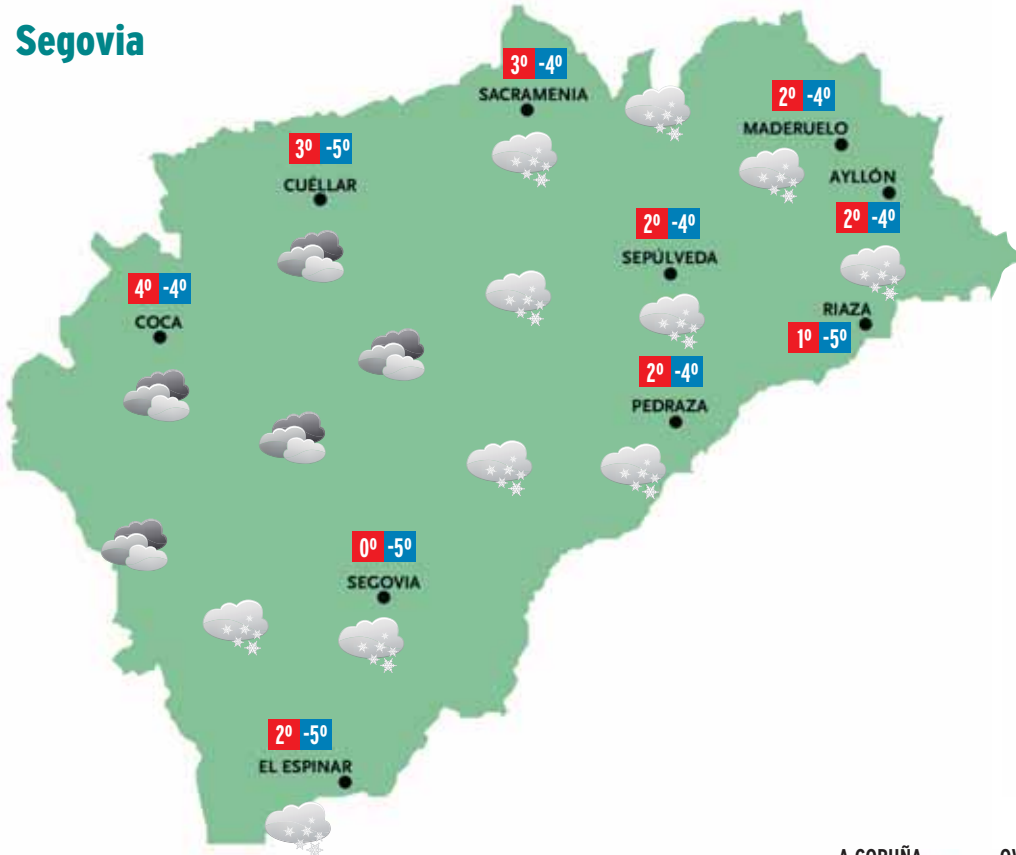 Segovia
3º -4º
SACRAMENIA
2º -4º
MADERUELO
3º -5º
CUÉLLAR
AYLLÓN
2º -4º
2º -4º
SEPÚLVEDA
4º -4º
COCA
RIAZA
1º -5º
2º -4º
PEDRAZA
0º -5º
SEGOVIA
2º -5º
EL ESPINAR
A CORUÑA